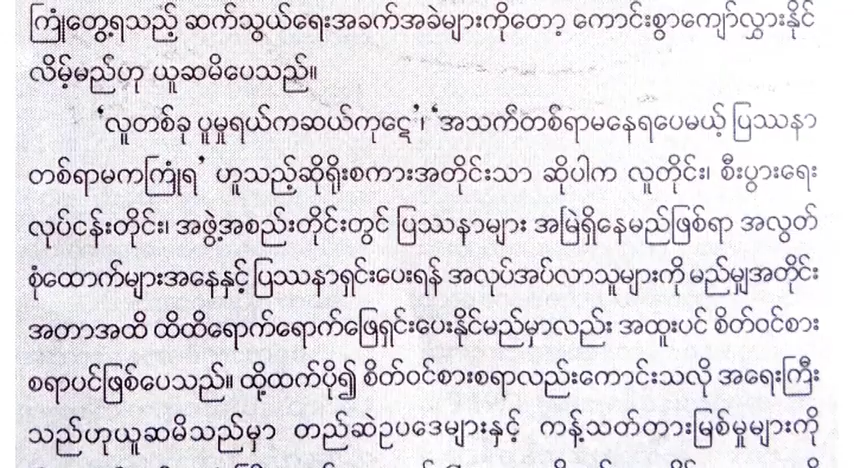 ကြုံတွေ့ရသည့် ဆက်သွယ်ရေးအခက်အခဲများကိုတော့ ကောင်းစွာကျော်လွှားနိုင်
လိမ့်မည်ဟု ယူဆမိပေသည်။
‘လူတစ်ခု ပူမှုရယ်ကဆယ်ကုဋေ’၊ ‘အသက်တစ်ရာမနေရပေမယ့် ပြဿနာ
တစ်ရာမကကြုံရ’ ဟူသည့်ဆိုရိုးစကားအတိုင်းသာ ဆိုပါက လူတိုင်း၊ စီးပွားရေး
လုပ်ငန်းတိုင်း၊ အဖွဲ့အစည်းတိုင်းတွင် ပြဿနာများ အမြဲရှိနေမည်ဖြစ်ရာ အလွတ်
စုံထောက်များအနေနှင့် ပြဿနာရှင်းပေးရန် အလုပ်အပ်လာသူများကို မည်မျှအတိုင်း
အတာအထိ ထိထိရောက်ရောက်ဖြေရှင်းပေးနိုင်မည်မှာလည်း အထူးပင် စိတ်ဝင်စား
စရာပင်ဖြစ်ပေသည်။ ထို့ထက်ပို၍ စိတ်ဝင်စားစရာလည်းကောင်းသလို အရေးကြီး
သည်ဟုယူဆမိသည်မှာ တည်ဆဲဥပဒေများနှင့် ကန့်သတ်တားမြစ်မှုများကို